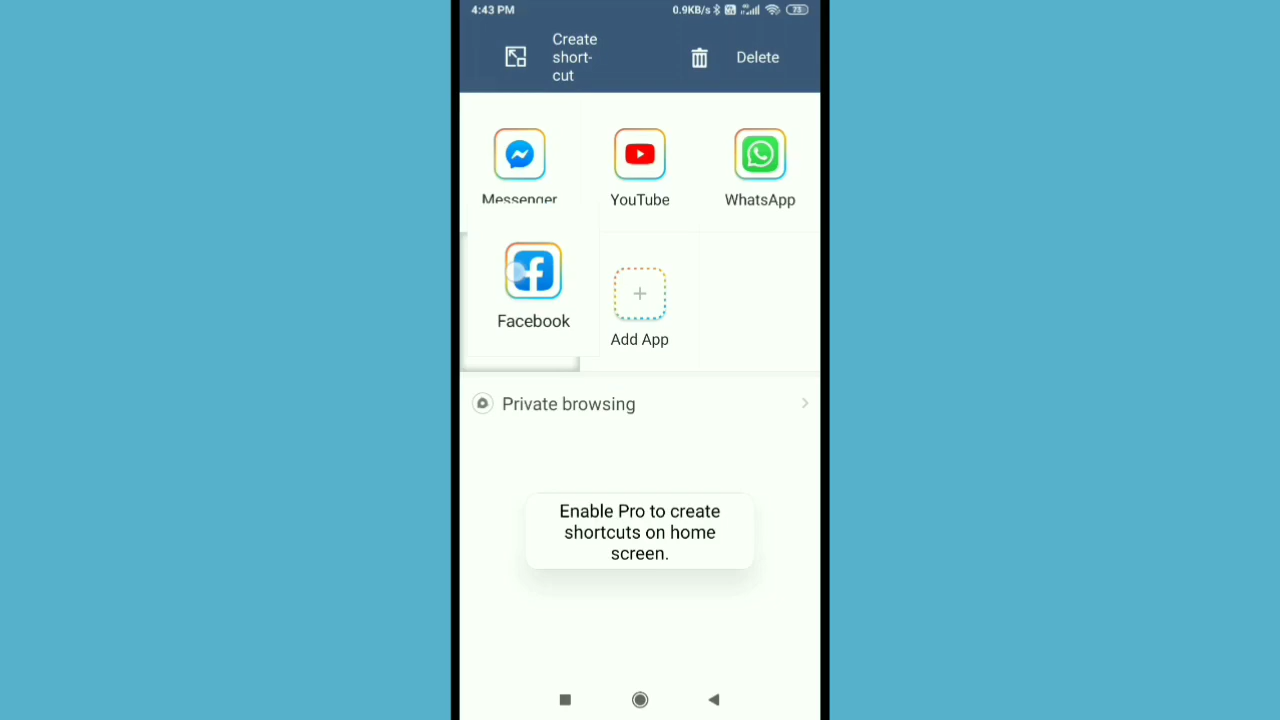 4:43 PM
0.9KB/s
73
Create
short-
cut
Delete
Messenger
YouTube
WhatsApp
Facebook
Add App
Private browsing
Enable Pro to create
shortcuts on home
screen.